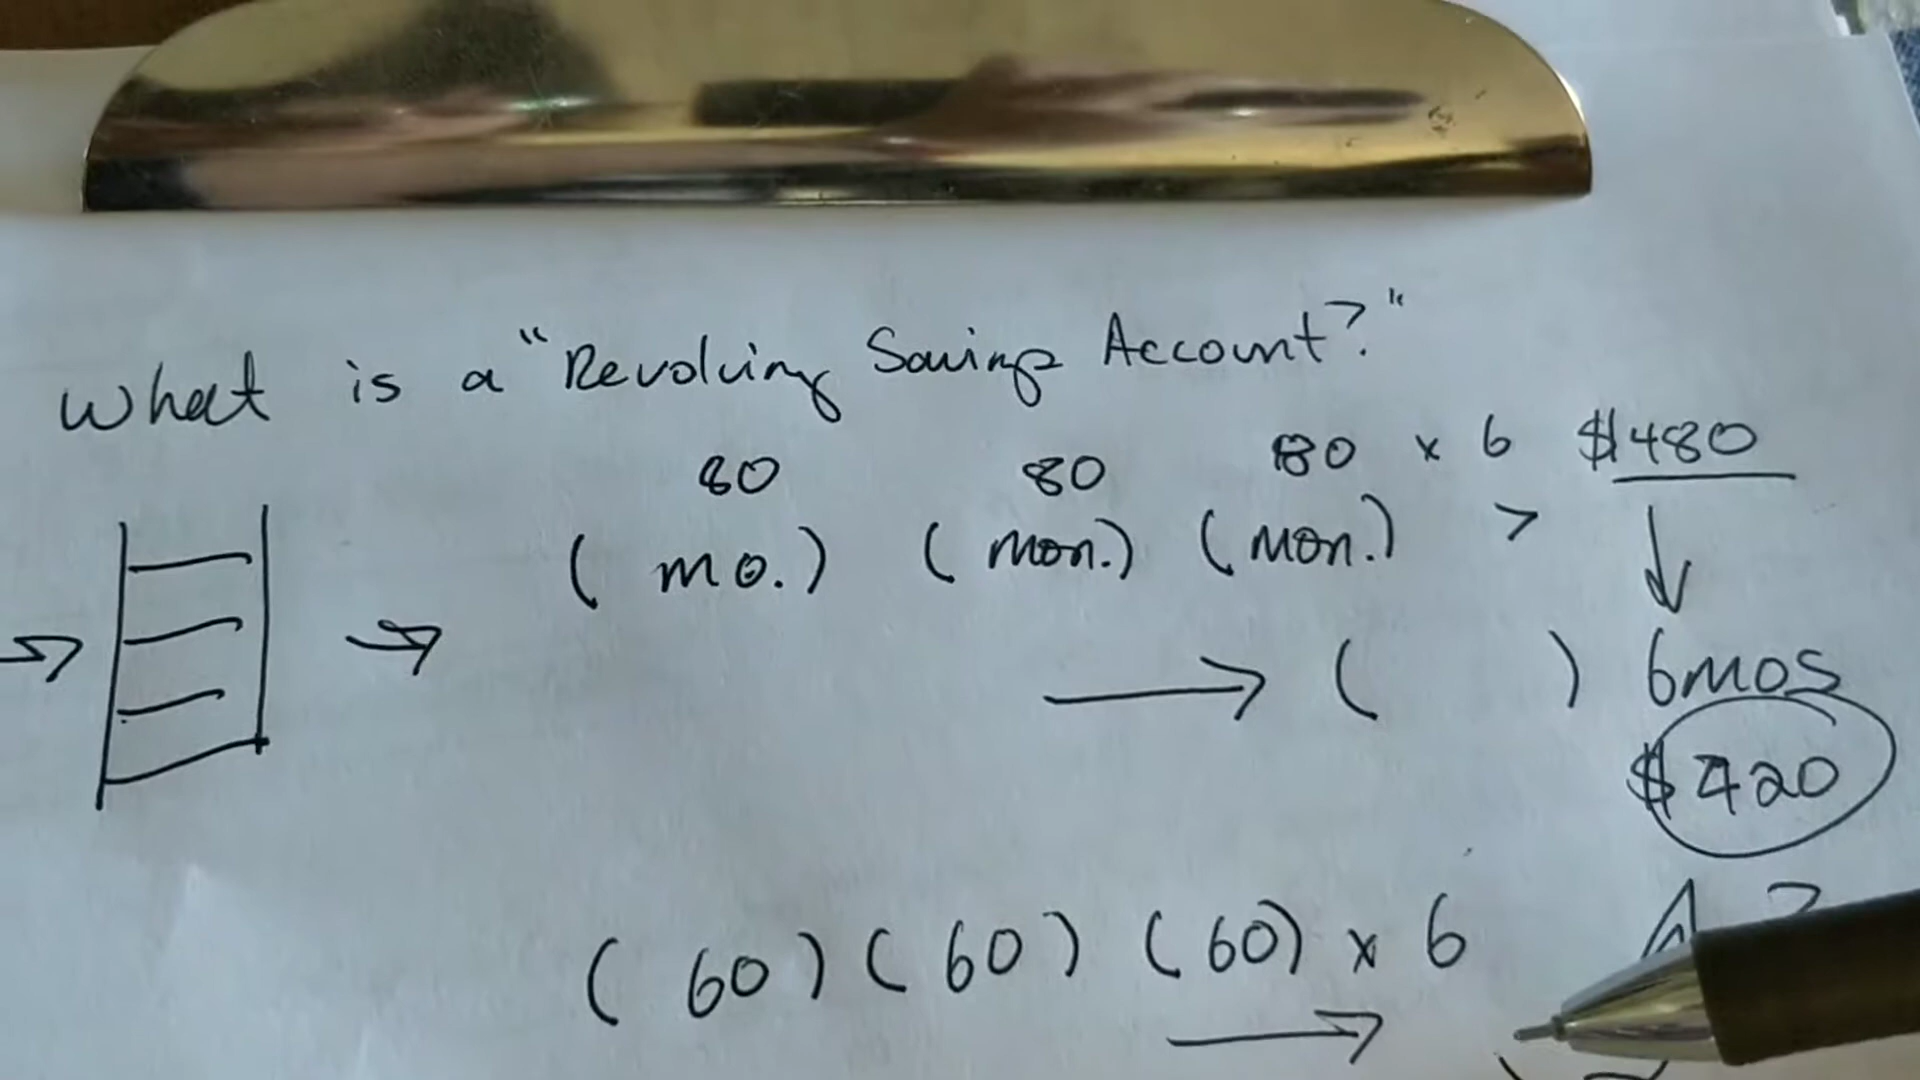 What is a "Revolving Savings Account?"
80 80 80 x 6 $480
(mo.) (mon.) (mon.) >
( ) 6mos
$420
(60) (60) (60) x 6